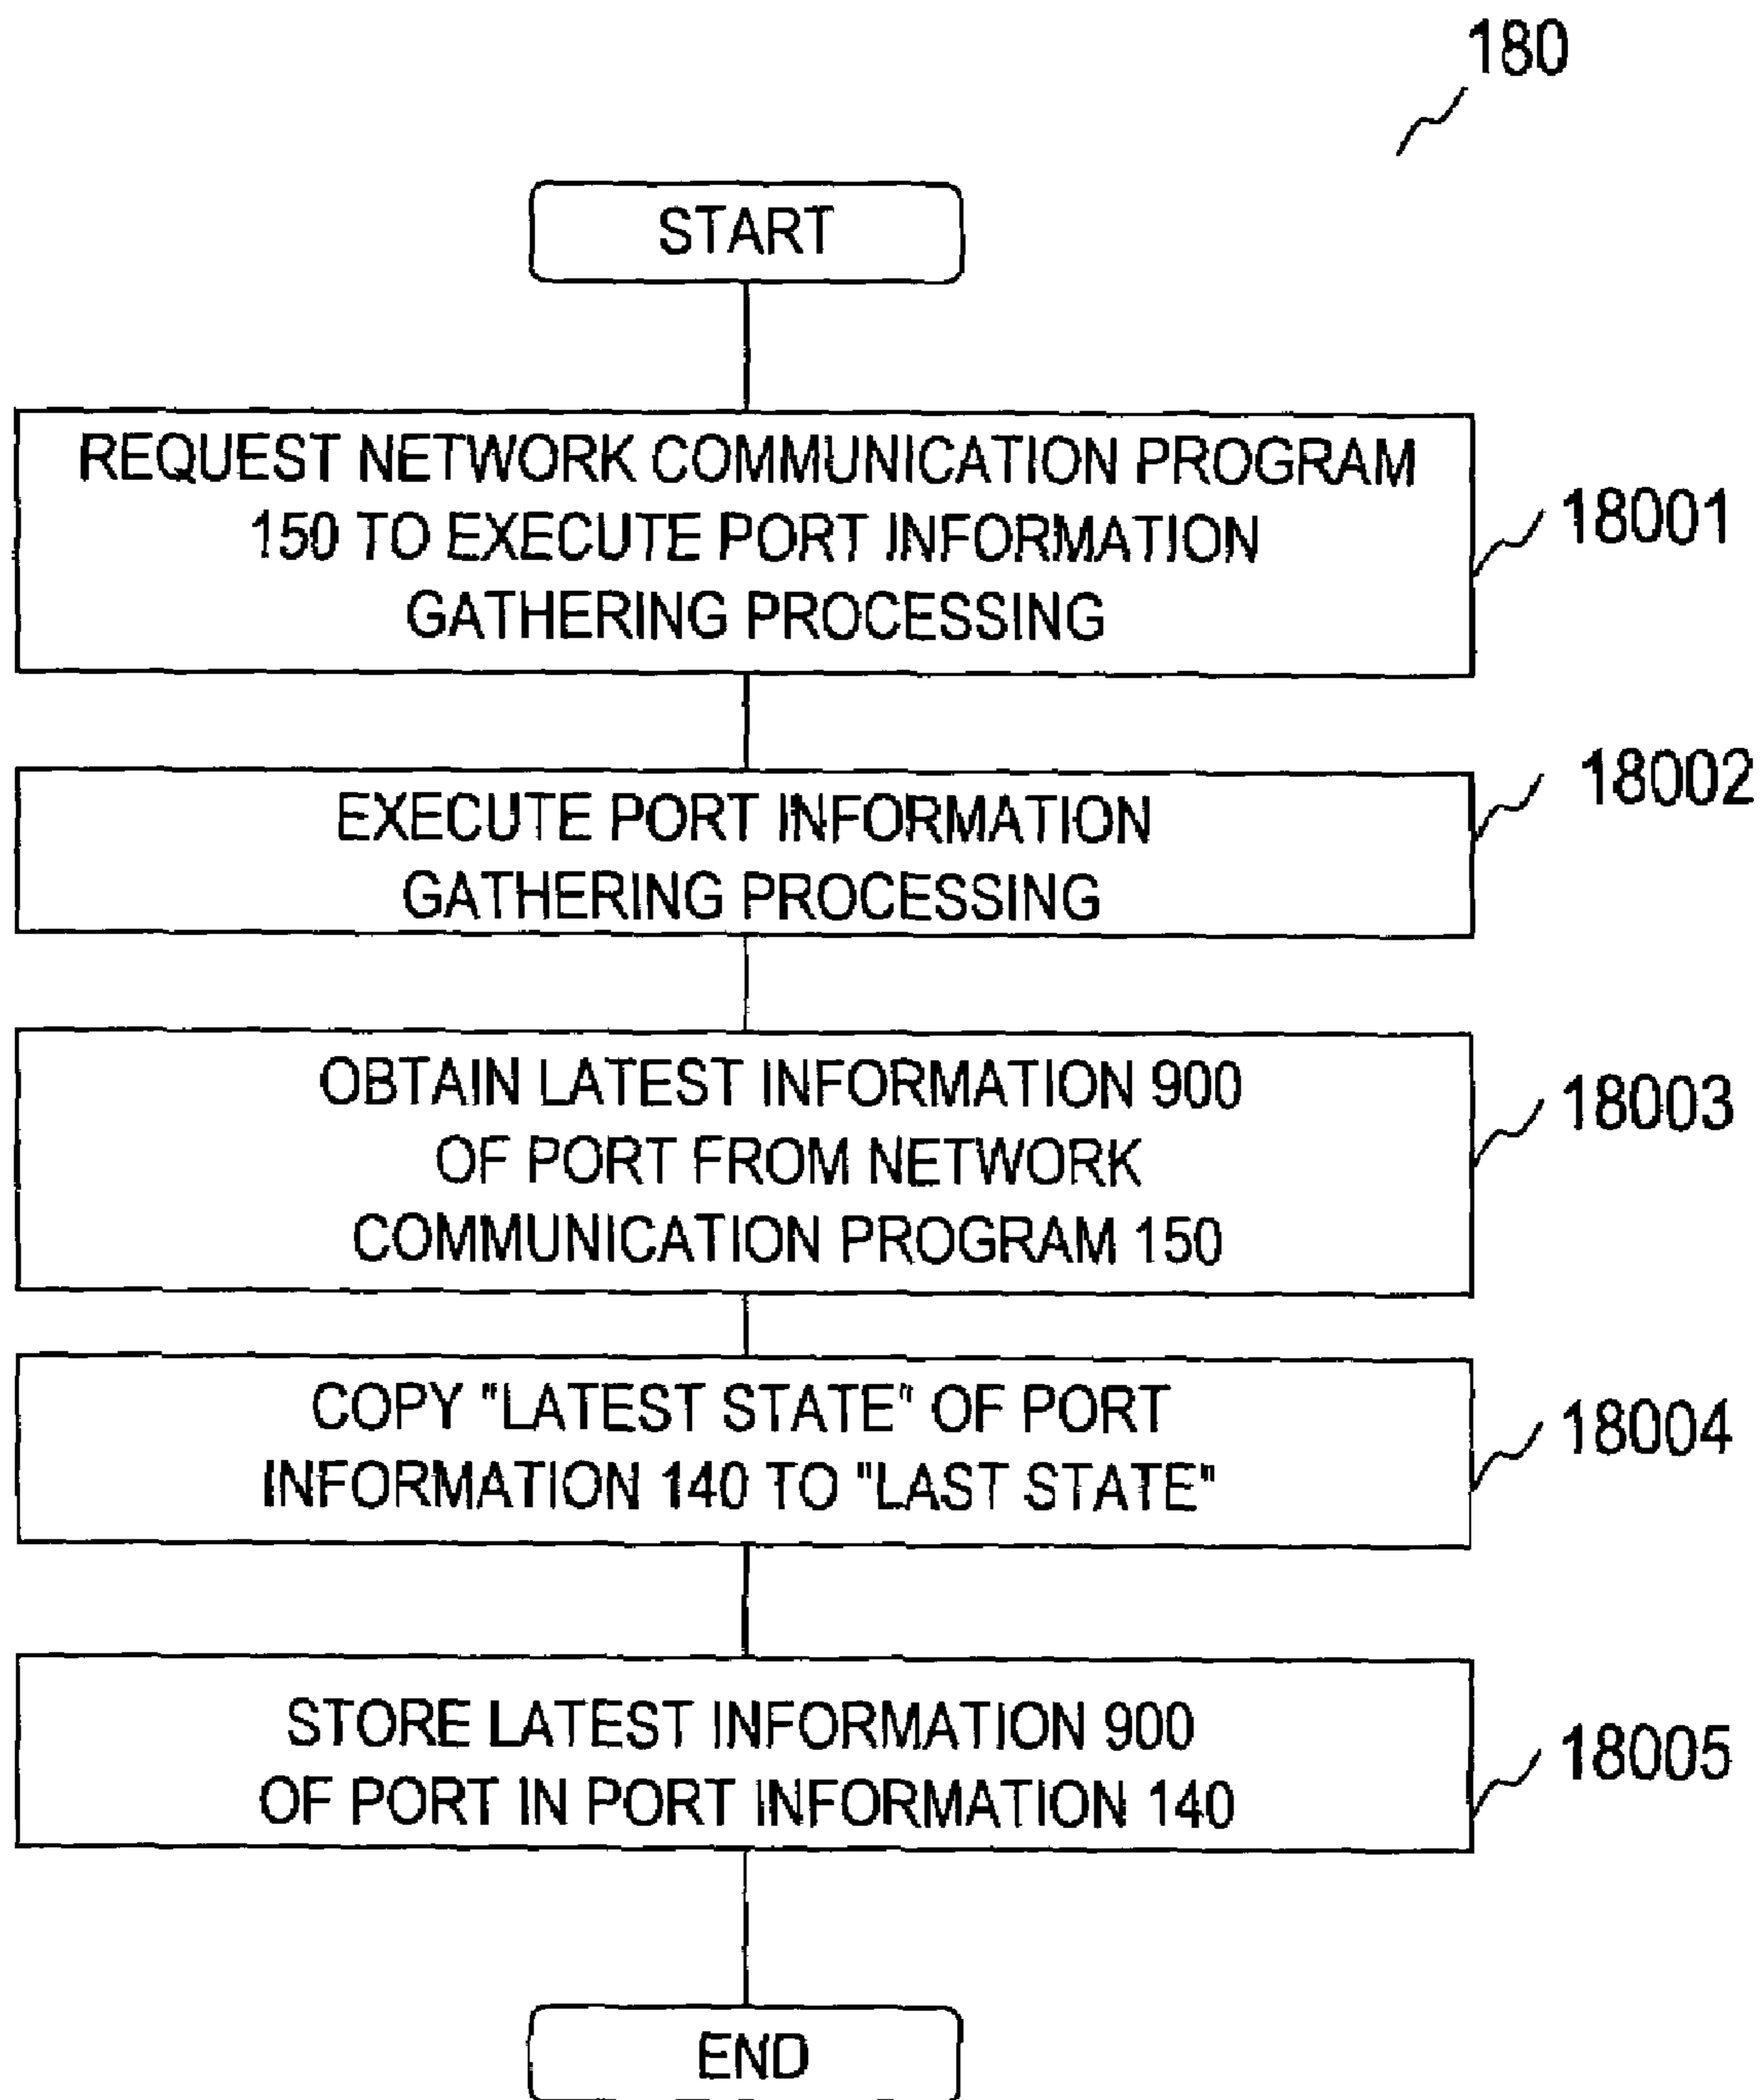 180
START
REQUEST NETWORK COMMUNICATION PROGRAM
150 TO EXECUTE PORT INFORMATION
GATHERING PROCESSING
18001
EXECUTE PORT INFORMATION
GATHERING PROCESSING
18002
OBTAIN LATEST INFORMATION 900
OF PORT FROM NETWORK
COMMUNICATION PROGRAM 150
18003
COPY "LATEST STATE" OF PORT
INFORMATION 140 TO "LAST STATE"
18004
STORE LATEST INFORMATION 900
OF PORT IN PORT INFORMATION 140
18005
END